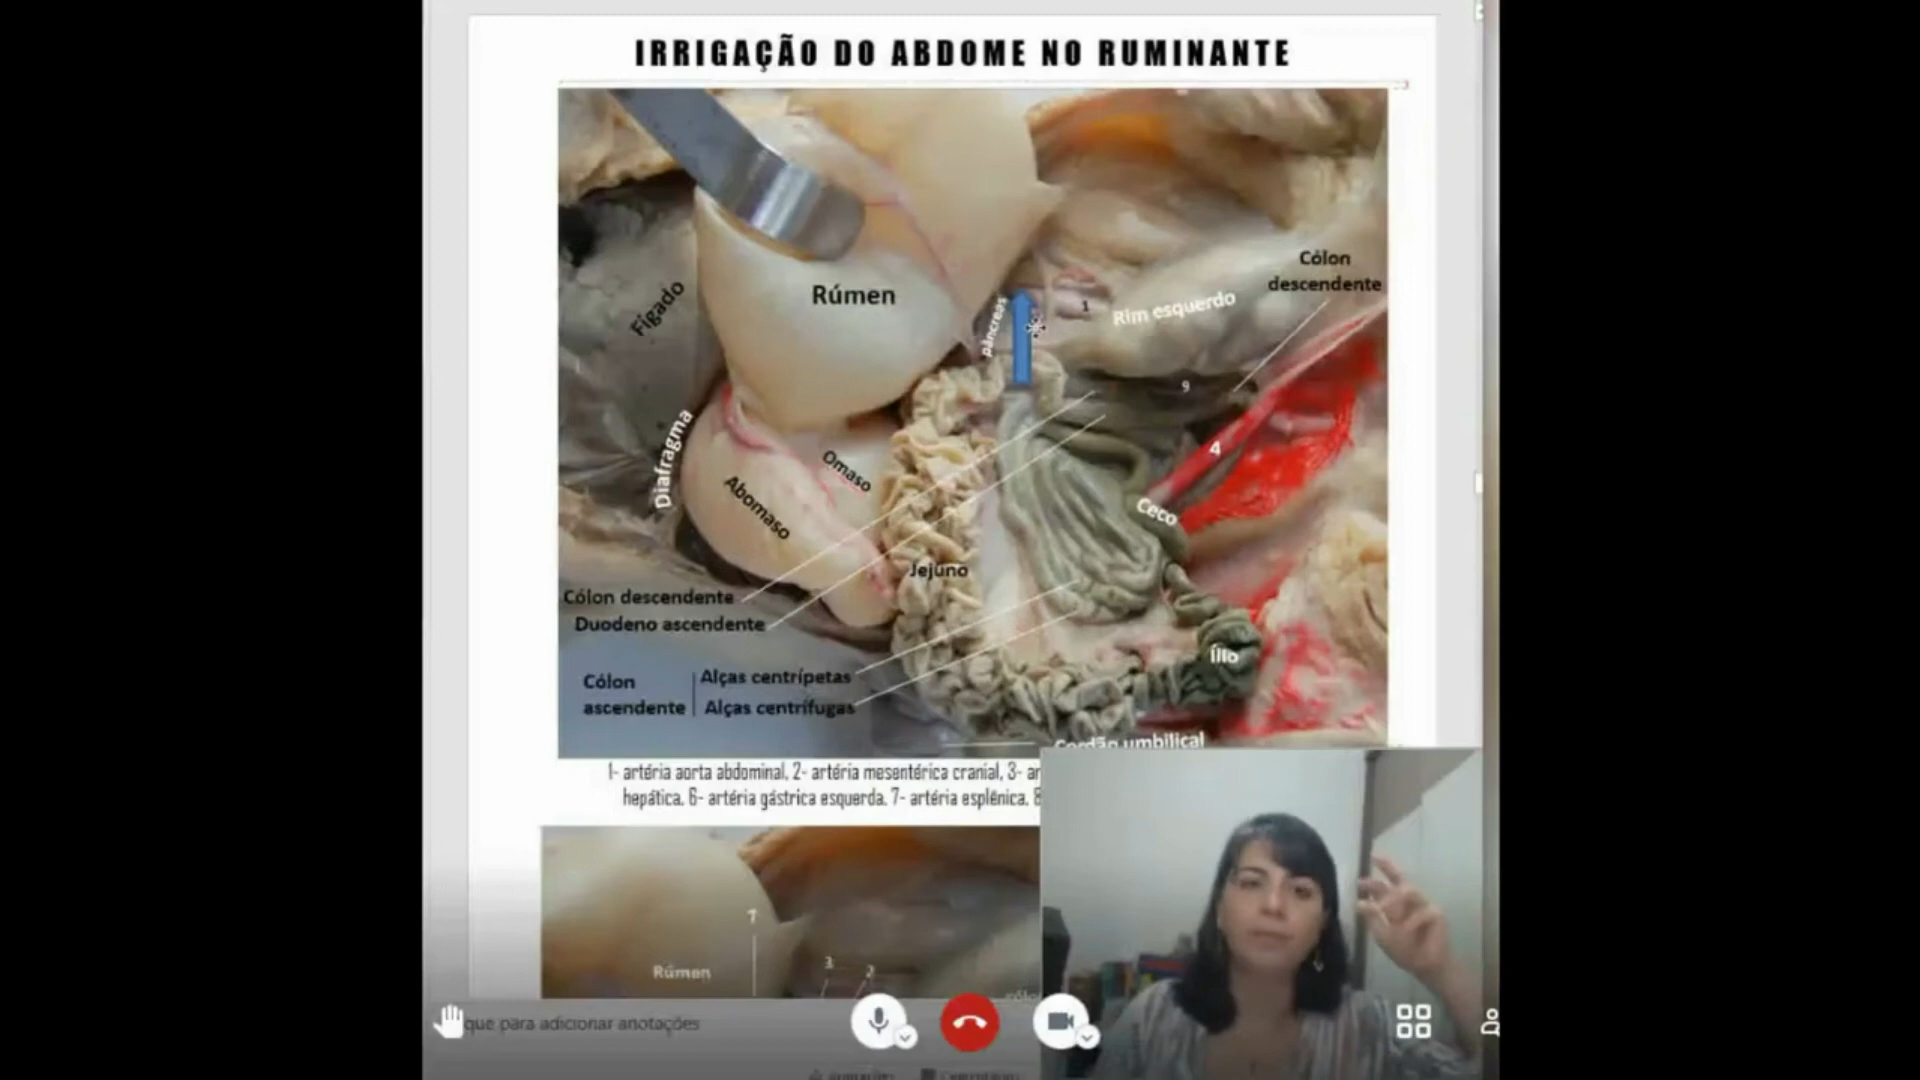 IRRIGAÇÃO DO ABDOME NO RUMINANTE
Cólon
descendente
Fígado
Rúmen
pâncreas
1
Rim esquerdo
9
Diafragma
Omaso
4
Abomaso
Ceco
Jejuno
Cólon descendente
Duodeno ascendente
Íllo
Cólon
ascendente
Alças centrípetas
Alças centrífugas
Cordão umbilical
1- artéria aorta abdominal, 2- artéria mesentérica cranial, 3- ar
hepática. 6- artéria gástrica esquerda. 7- artéria esplênica. 8
7
Rúmen
3
2
que para adicionar anotações